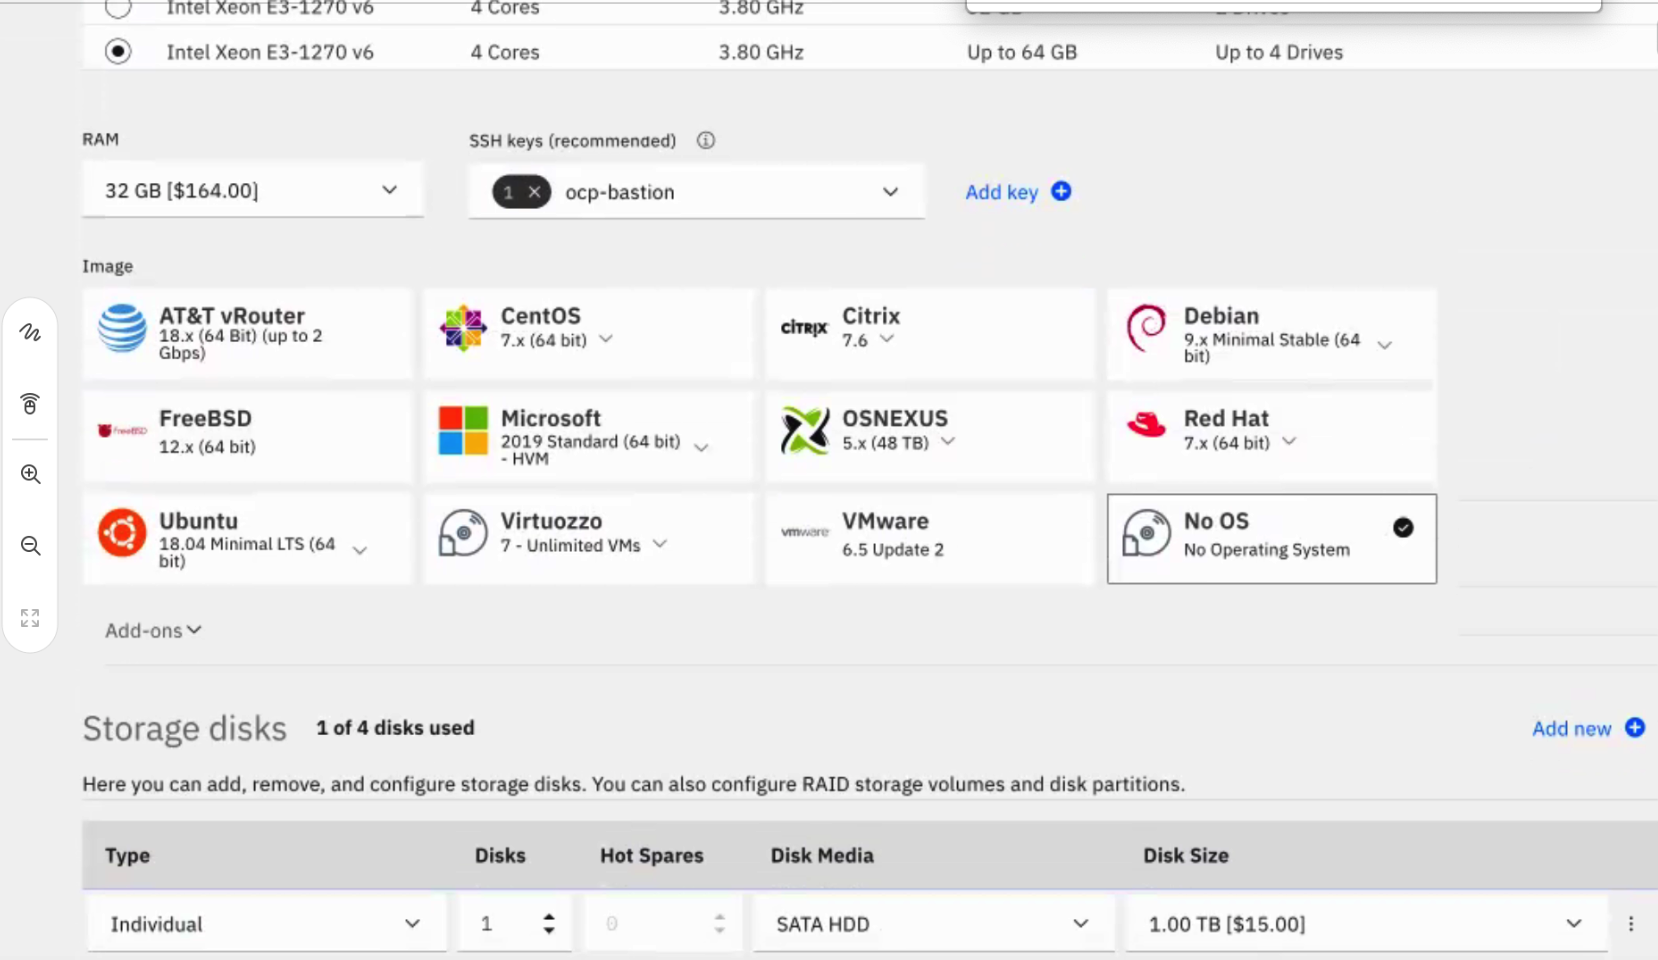 Intel Xeon E3-1270 v6 4 Cores 3.80 GHz
Intel Xeon E3-1270 v6 4 Cores 3.80 GHz Up to 64 GB Up to 4 Drives
RAM
SSH keys (recommended)
32 GB [$164.00]
1 × ocp-bastion
Add key
Image
AT&T vRouter
18.x (64 Bit) (up to 2
Gbps)
CentOS
7.x (64 bit)
CITRIX
Citrix
7.6
Debian
9.x Minimal Stable (64
bit)
FreeBSD
FreeBSD
12.x (64 bit)
Microsoft
2019 Standard (64 bit)
- HVM
OSNEXUS
5.x (48 TB)
Red Hat
7.x (64 bit)
Ubuntu
18.04 Minimal LTS (64
bit)
Virtuozzo
7 - Unlimited VMs
vmware
VMware
6.5 Update 2
No OS
No Operating System
Add-ons
Storage disks 1 of 4 disks used
Add new
Here you can add, remove, and configure storage disks. You can also configure RAID storage volumes and disk partitions.
Type Disks Hot Spares Disk Media Disk Size
Individual 1 0 SATA HDD 1.00 TB [$15.00]